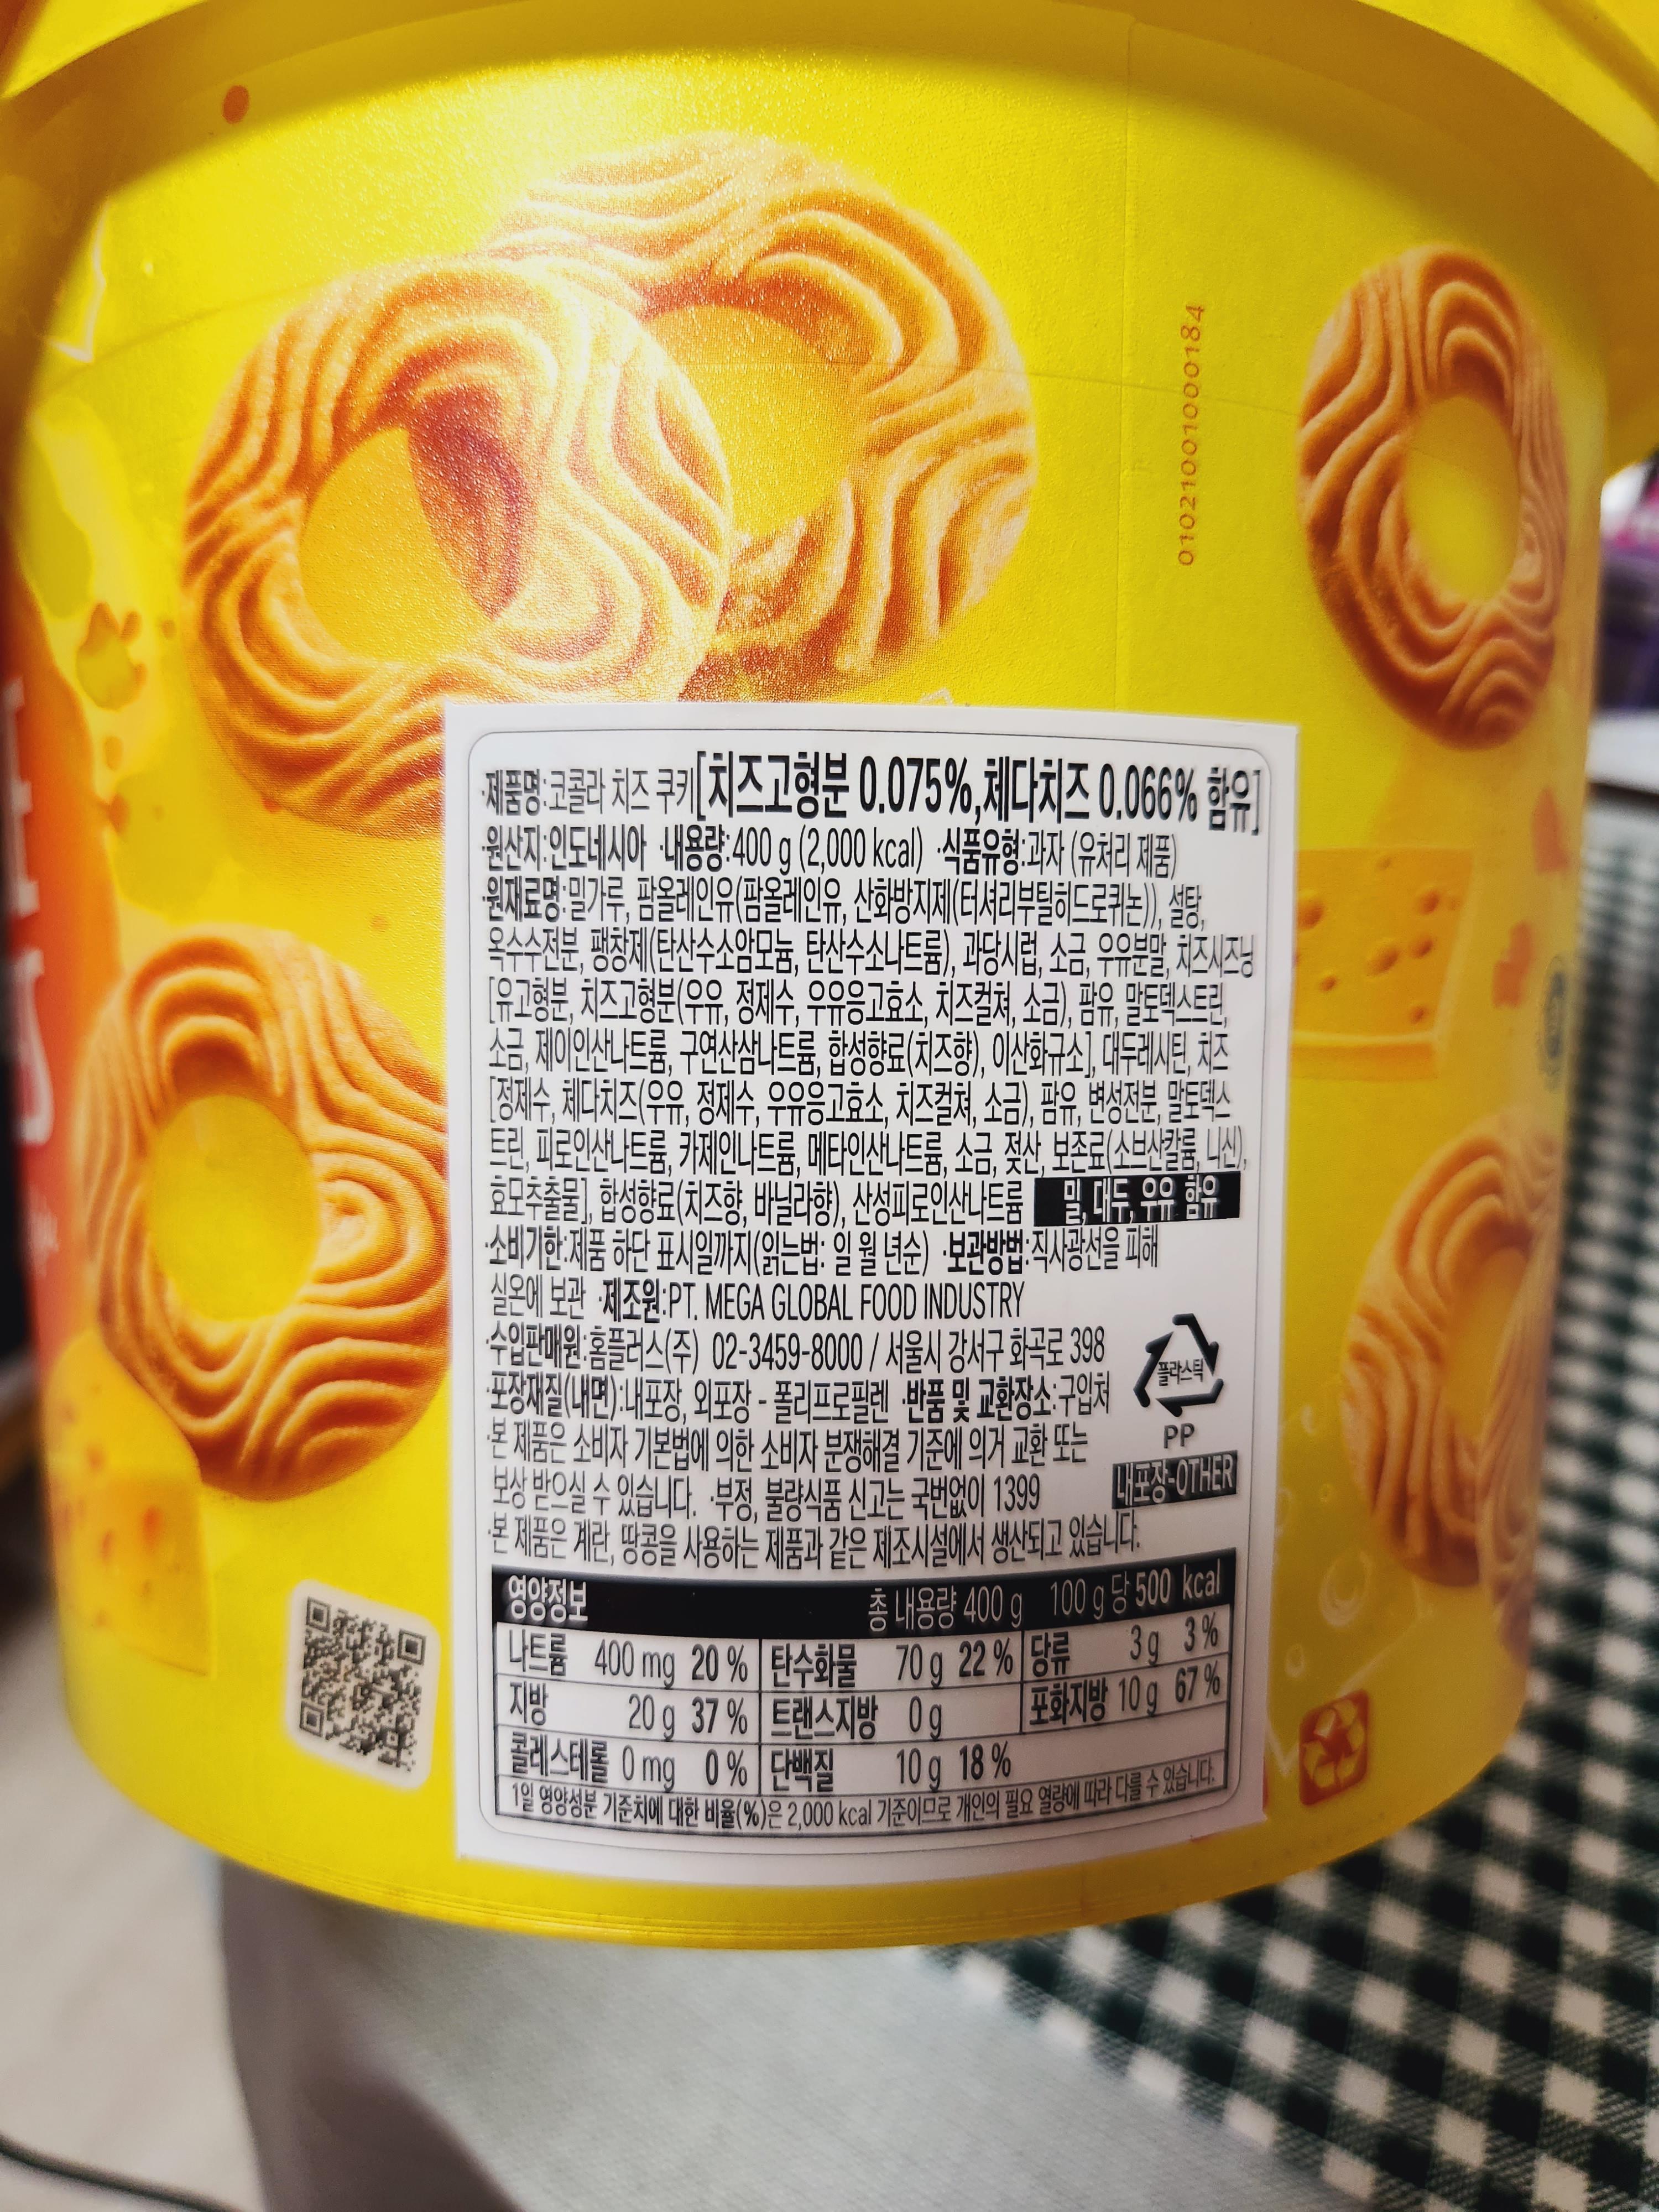 0102100100000184
·제품명:코콜라 치즈 쿠키[치즈고형분 0.075%,체다치즈 0.066% 함유]
·원산지:인도네시아 ·내용량:400 g (2,000 kcal) ·식품유형:과자 (유처리 제품)
·원재료명:밀가루, 팜올레인유(팜올레인유, 산화방지제(터셔리부틸히드로퀴논)), 설탕,
옥수수전분, 팽창제(탄산수소암모늄, 탄산수소나트륨), 과당시럽, 소금, 우유분말, 치즈시즈닝
[유고형분, 치즈고형분(우유, 정제수, 우유응고효소, 치즈컬쳐, 소금), 팜유, 말토덱스트린,
소금, 제이인산나트륨, 구연산삼나트륨, 합성향료(치즈향), 이산화규소], 대두레시틴, 치즈
[정제수, 체다치즈(우유, 정제수, 우유응고효소, 치즈컬쳐, 소금), 팜유, 변성전분, 말토덱스
트린, 피로인산나트륨, 카제인나트륨, 메타인산나트륨, 소금, 젖산, 보존료(소브산칼륨, 니신),
효모추출물], 합성향료(치즈향, 바닐라향), 산성피로인산나트륨 밀, 대두, 우유 함유
·소비기한:제품 하단 표시일까지(읽는법: 일 월 년순) ·보관방법:직사광선을 피해
실온에 보관 ·제조원:PT. MEGA GLOBAL FOOD INDUSTRY
·수입판매원:홈플러스(주) 02-3459-8000 / 서울시 강서구 화곡로 398
·포장재질(내면):내포장, 외포장 - 폴리프로필렌 ·반품 및 교환장소:구입처
·본 제품은 소비자 기본법에 의한 소비자 분쟁해결 기준에 의거 교환 또는
보상 받으실 수 있습니다. ·부정, 불량식품 신고는 국번없이 1399
·본 제품은 계란, 땅콩을 사용하는 제품과 같은 제조시설에서 생산되고 있습니다.
플라스틱
PP
내포장-OTHER
영양정보 총 내용량 400 g 100 g 당 500 kcal
나트륨 400 mg 20 % 탄수화물 70 g 22 % 당류 3 g 3 %
지방 20 g 37 % 트랜스지방 0 g 포화지방 10 g 67 %
콜레스테롤 0 mg 0 % 단백질 10 g 18 %
1일 영양성분 기준치에 대한 비율(%)은 2,000 kcal 기준이므로 개인의 필요 열량에 따라 다를 수 있습니다.